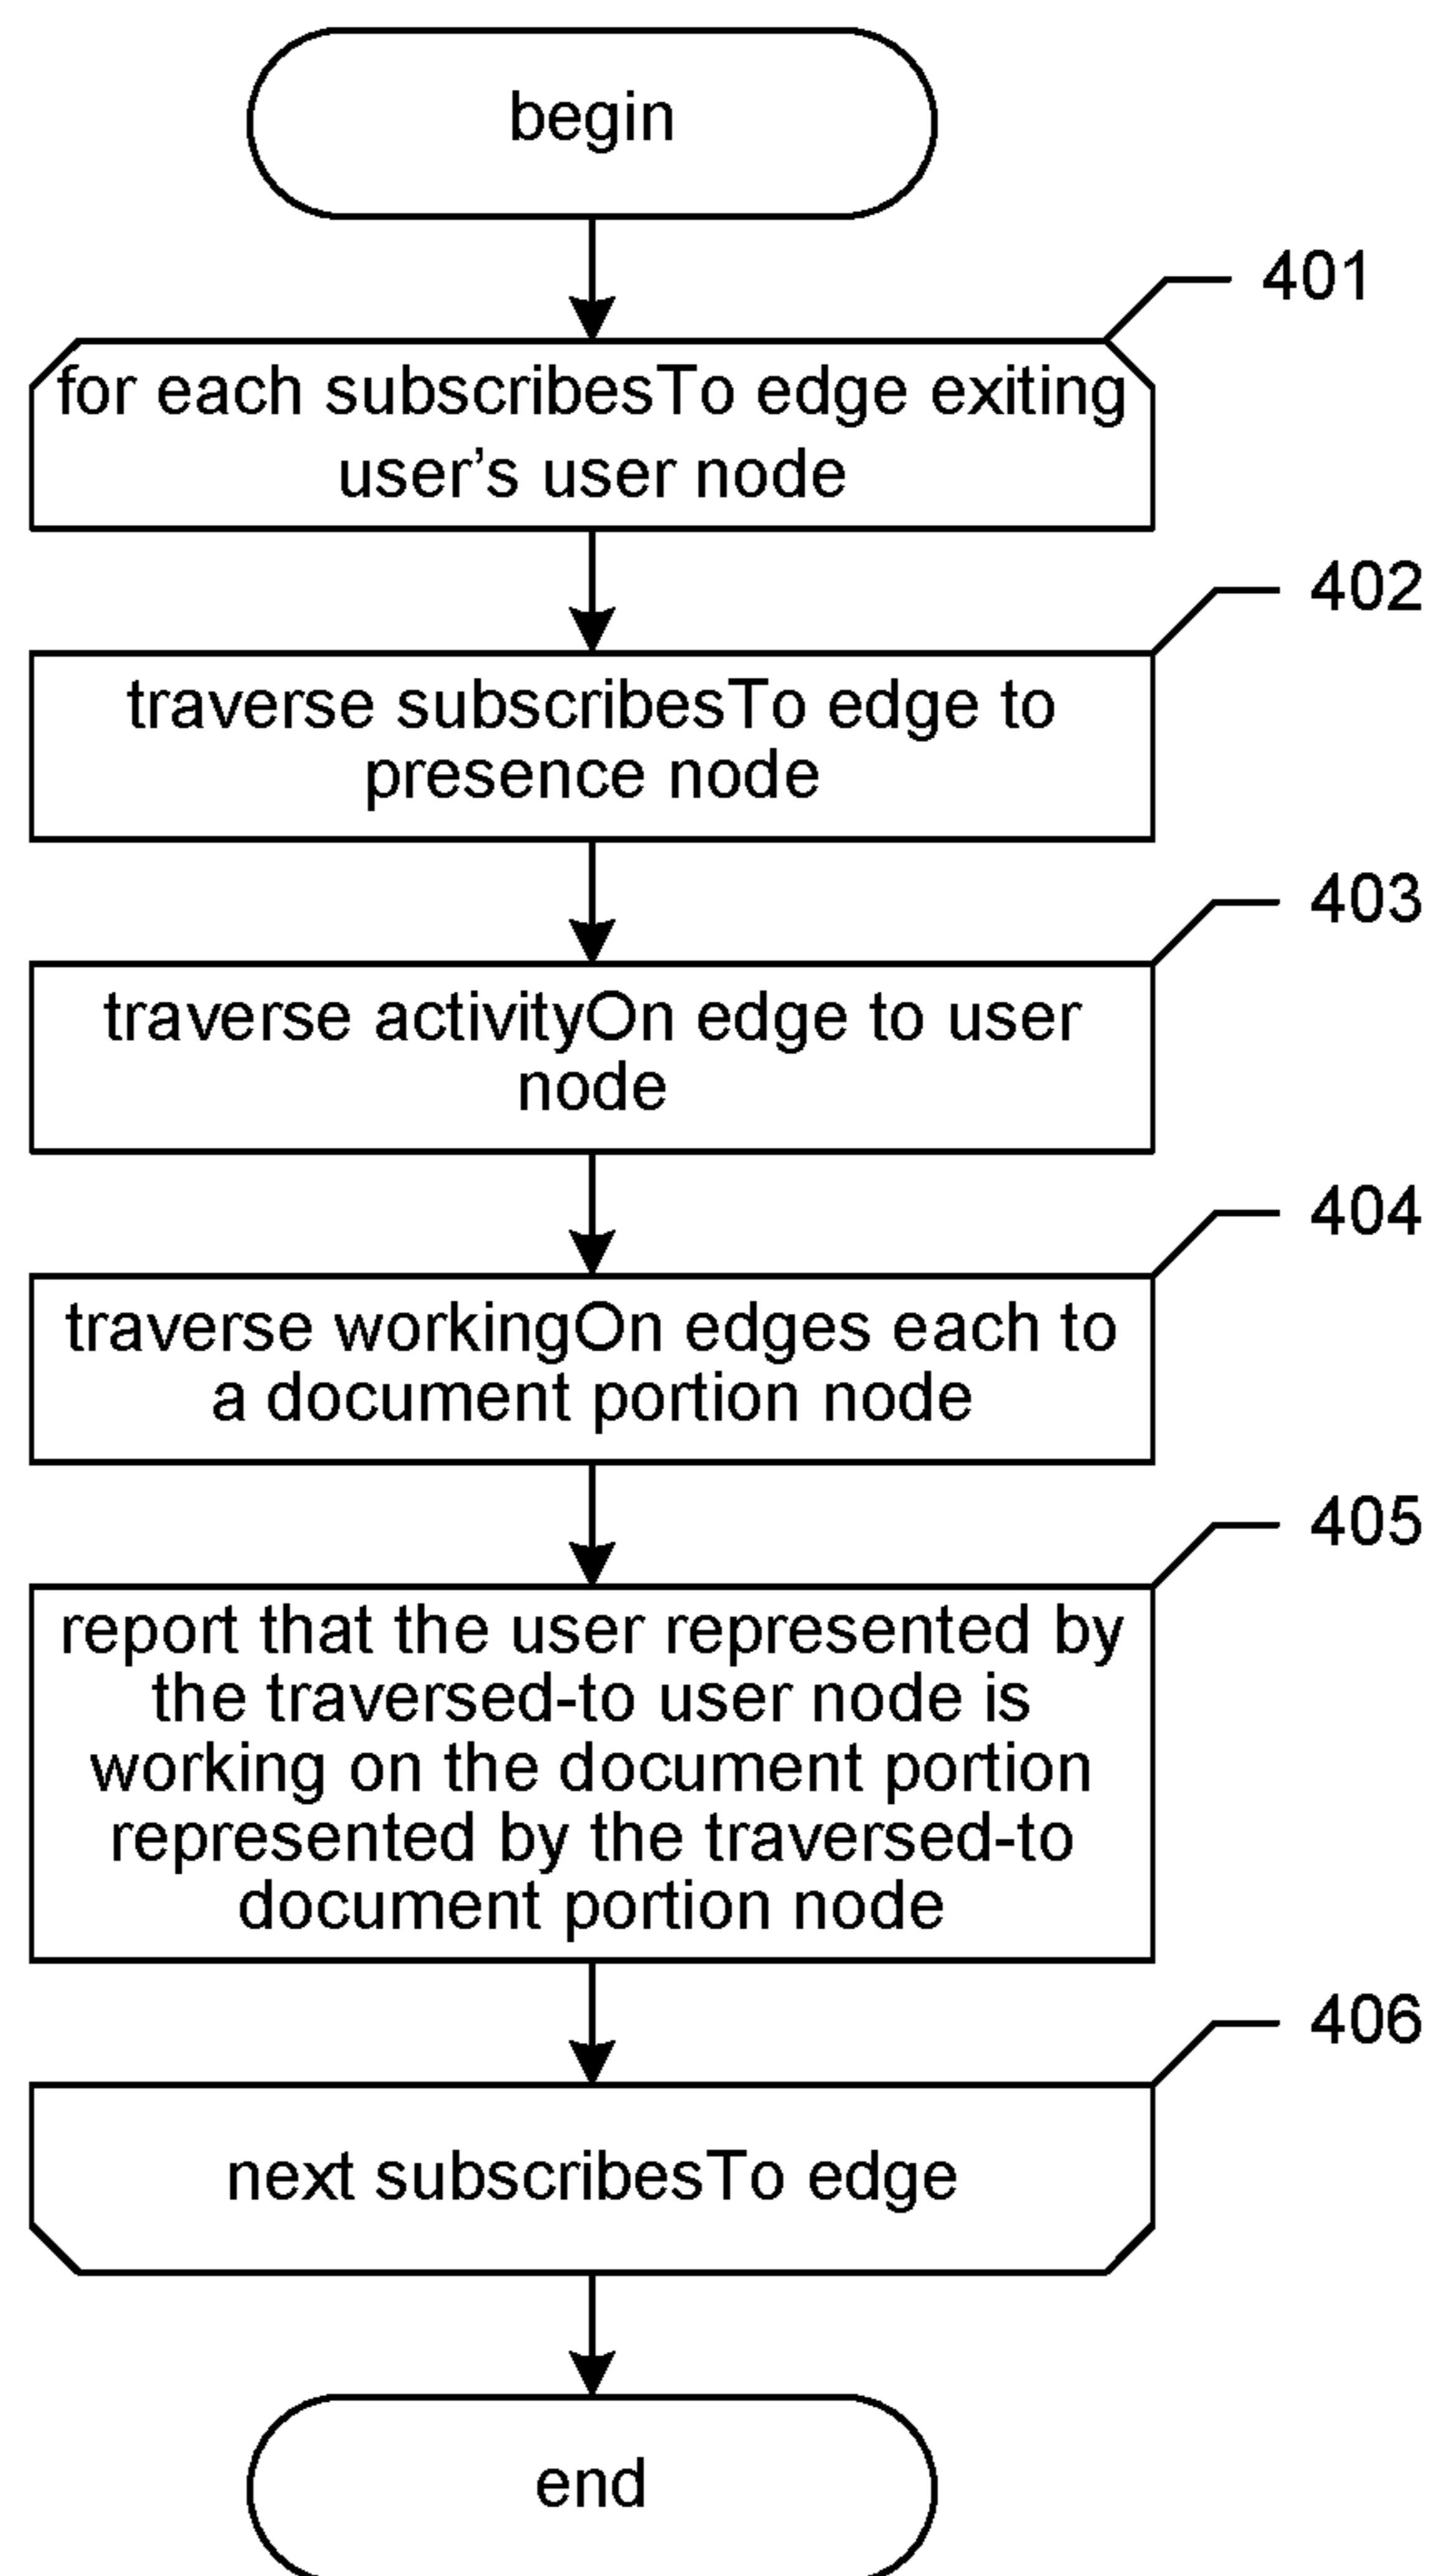 begin
401
for each subscribesTo edge exiting
user's user node
402
traverse subscribesTo edge to
presence node
403
traverse activityOn edge to user
node
404
traverse workingOn edges each to
a document portion node
405
report that the user represented by
the traversed-to user node is
working on the document portion
represented by the traversed-to
document portion node
406
next subscribesTo edge
end